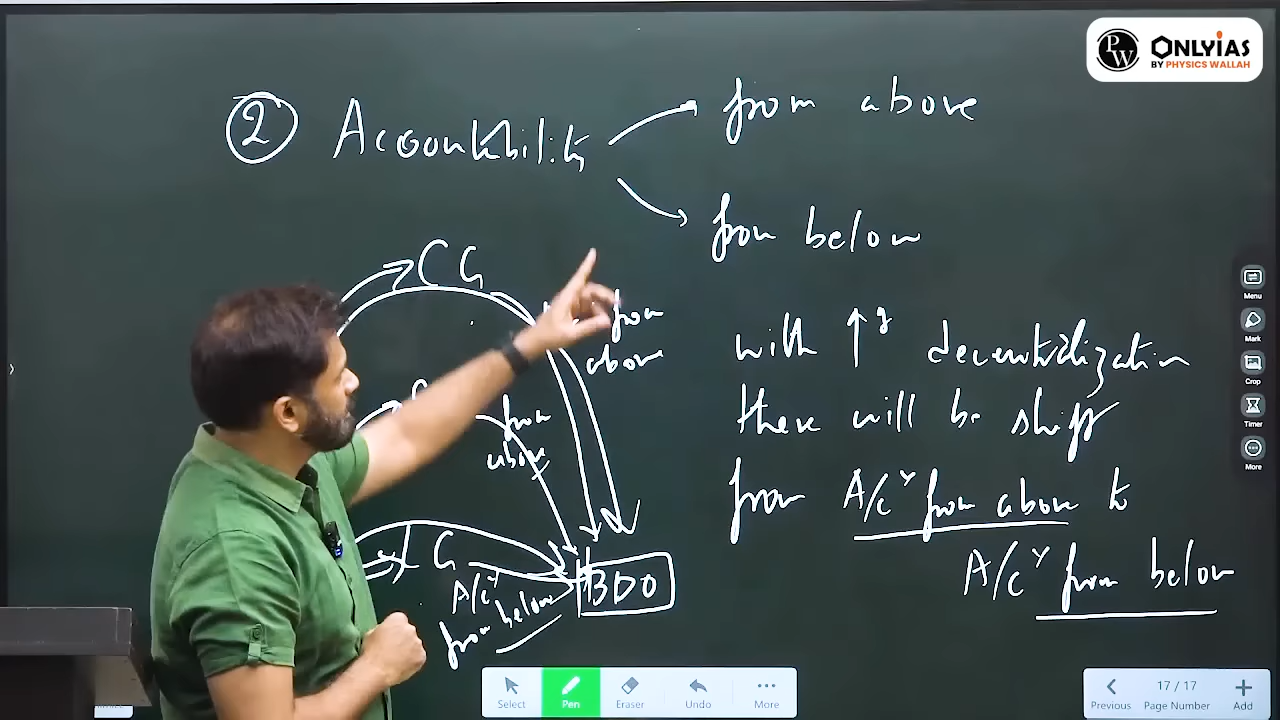 PW ONLYIAS
BY PHYSICS WALLAH
② Accountability
from above
from below
CG
from
above
from
above
G
A/cʸ
from below
BDO
with ↑g decentralization
there will be shift
from A/cʸ from above to
A/cʸ from below
Menu
Mark
Crop
Timer
More
Select
Pen
Eraser
Undo
More
Previous
17 / 17
Page Number
Add